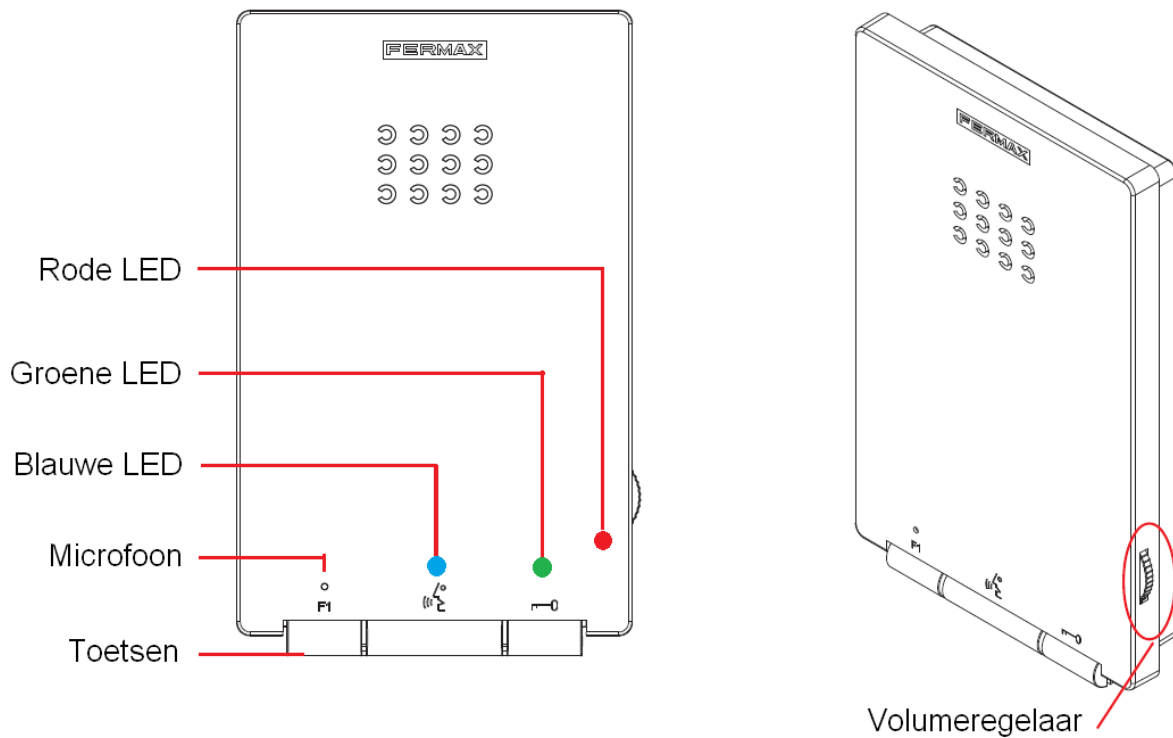 FERMAX
Rode LED
Groene LED
Blauwe LED
Microfoon
F1
Toetsen
FERMAX
F1
Volumeregelaar